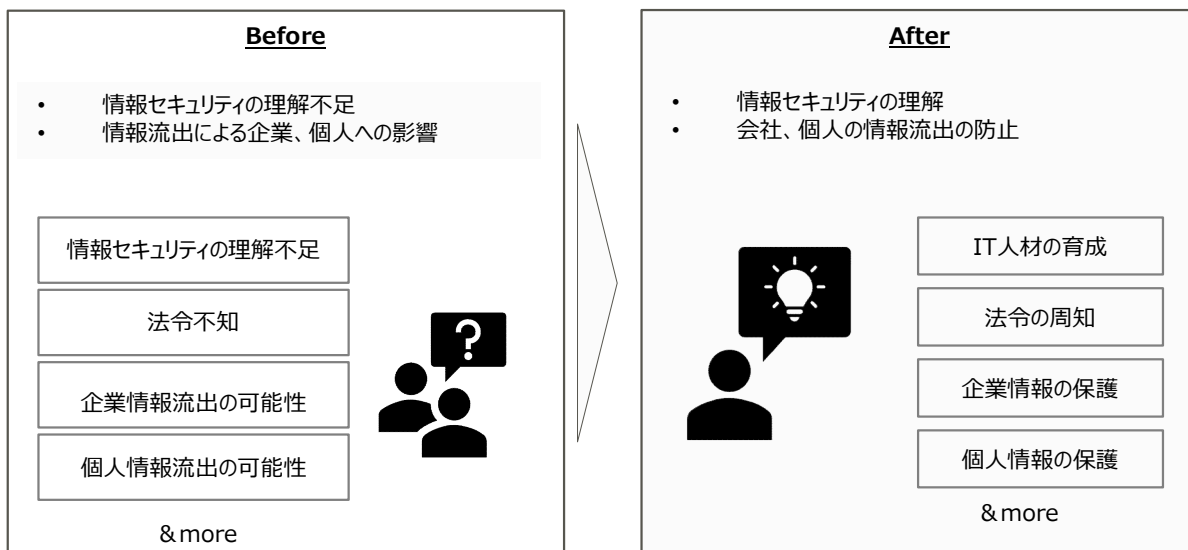 Before
• 情報セキュリティの理解不足
• 情報流出による企業、個人への影響
情報セキュリティの理解不足
法令不知
企業情報流出の可能性
個人情報流出の可能性
＆more
?
After
• 情報セキュリティの理解
• 会社、個人の情報流出の防止
IT人材の育成
法令の周知
企業情報の保護
個人情報の保護
＆more